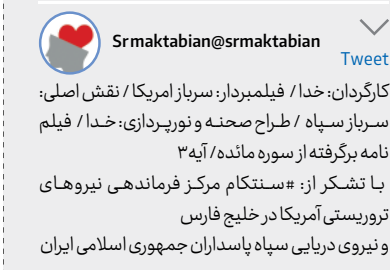 Srmaktabian@srmaktabian
Tweet
کارگردان: خدا / فیلمبردار: سرباز امریکا / نقش اصلی:
سرباز سپاه / طراح صحنه و نورپردازی: خدا / فیلم
نامه برگرفته از سوره مائده/ آیه۳
با تشکر از: #سنتکام مرکز فرماندهی نیروهای
تروریستی آمریکا در خلیج فارس
و نیروی دریایی سپاه پاسداران جمهوری اسلامی ایران